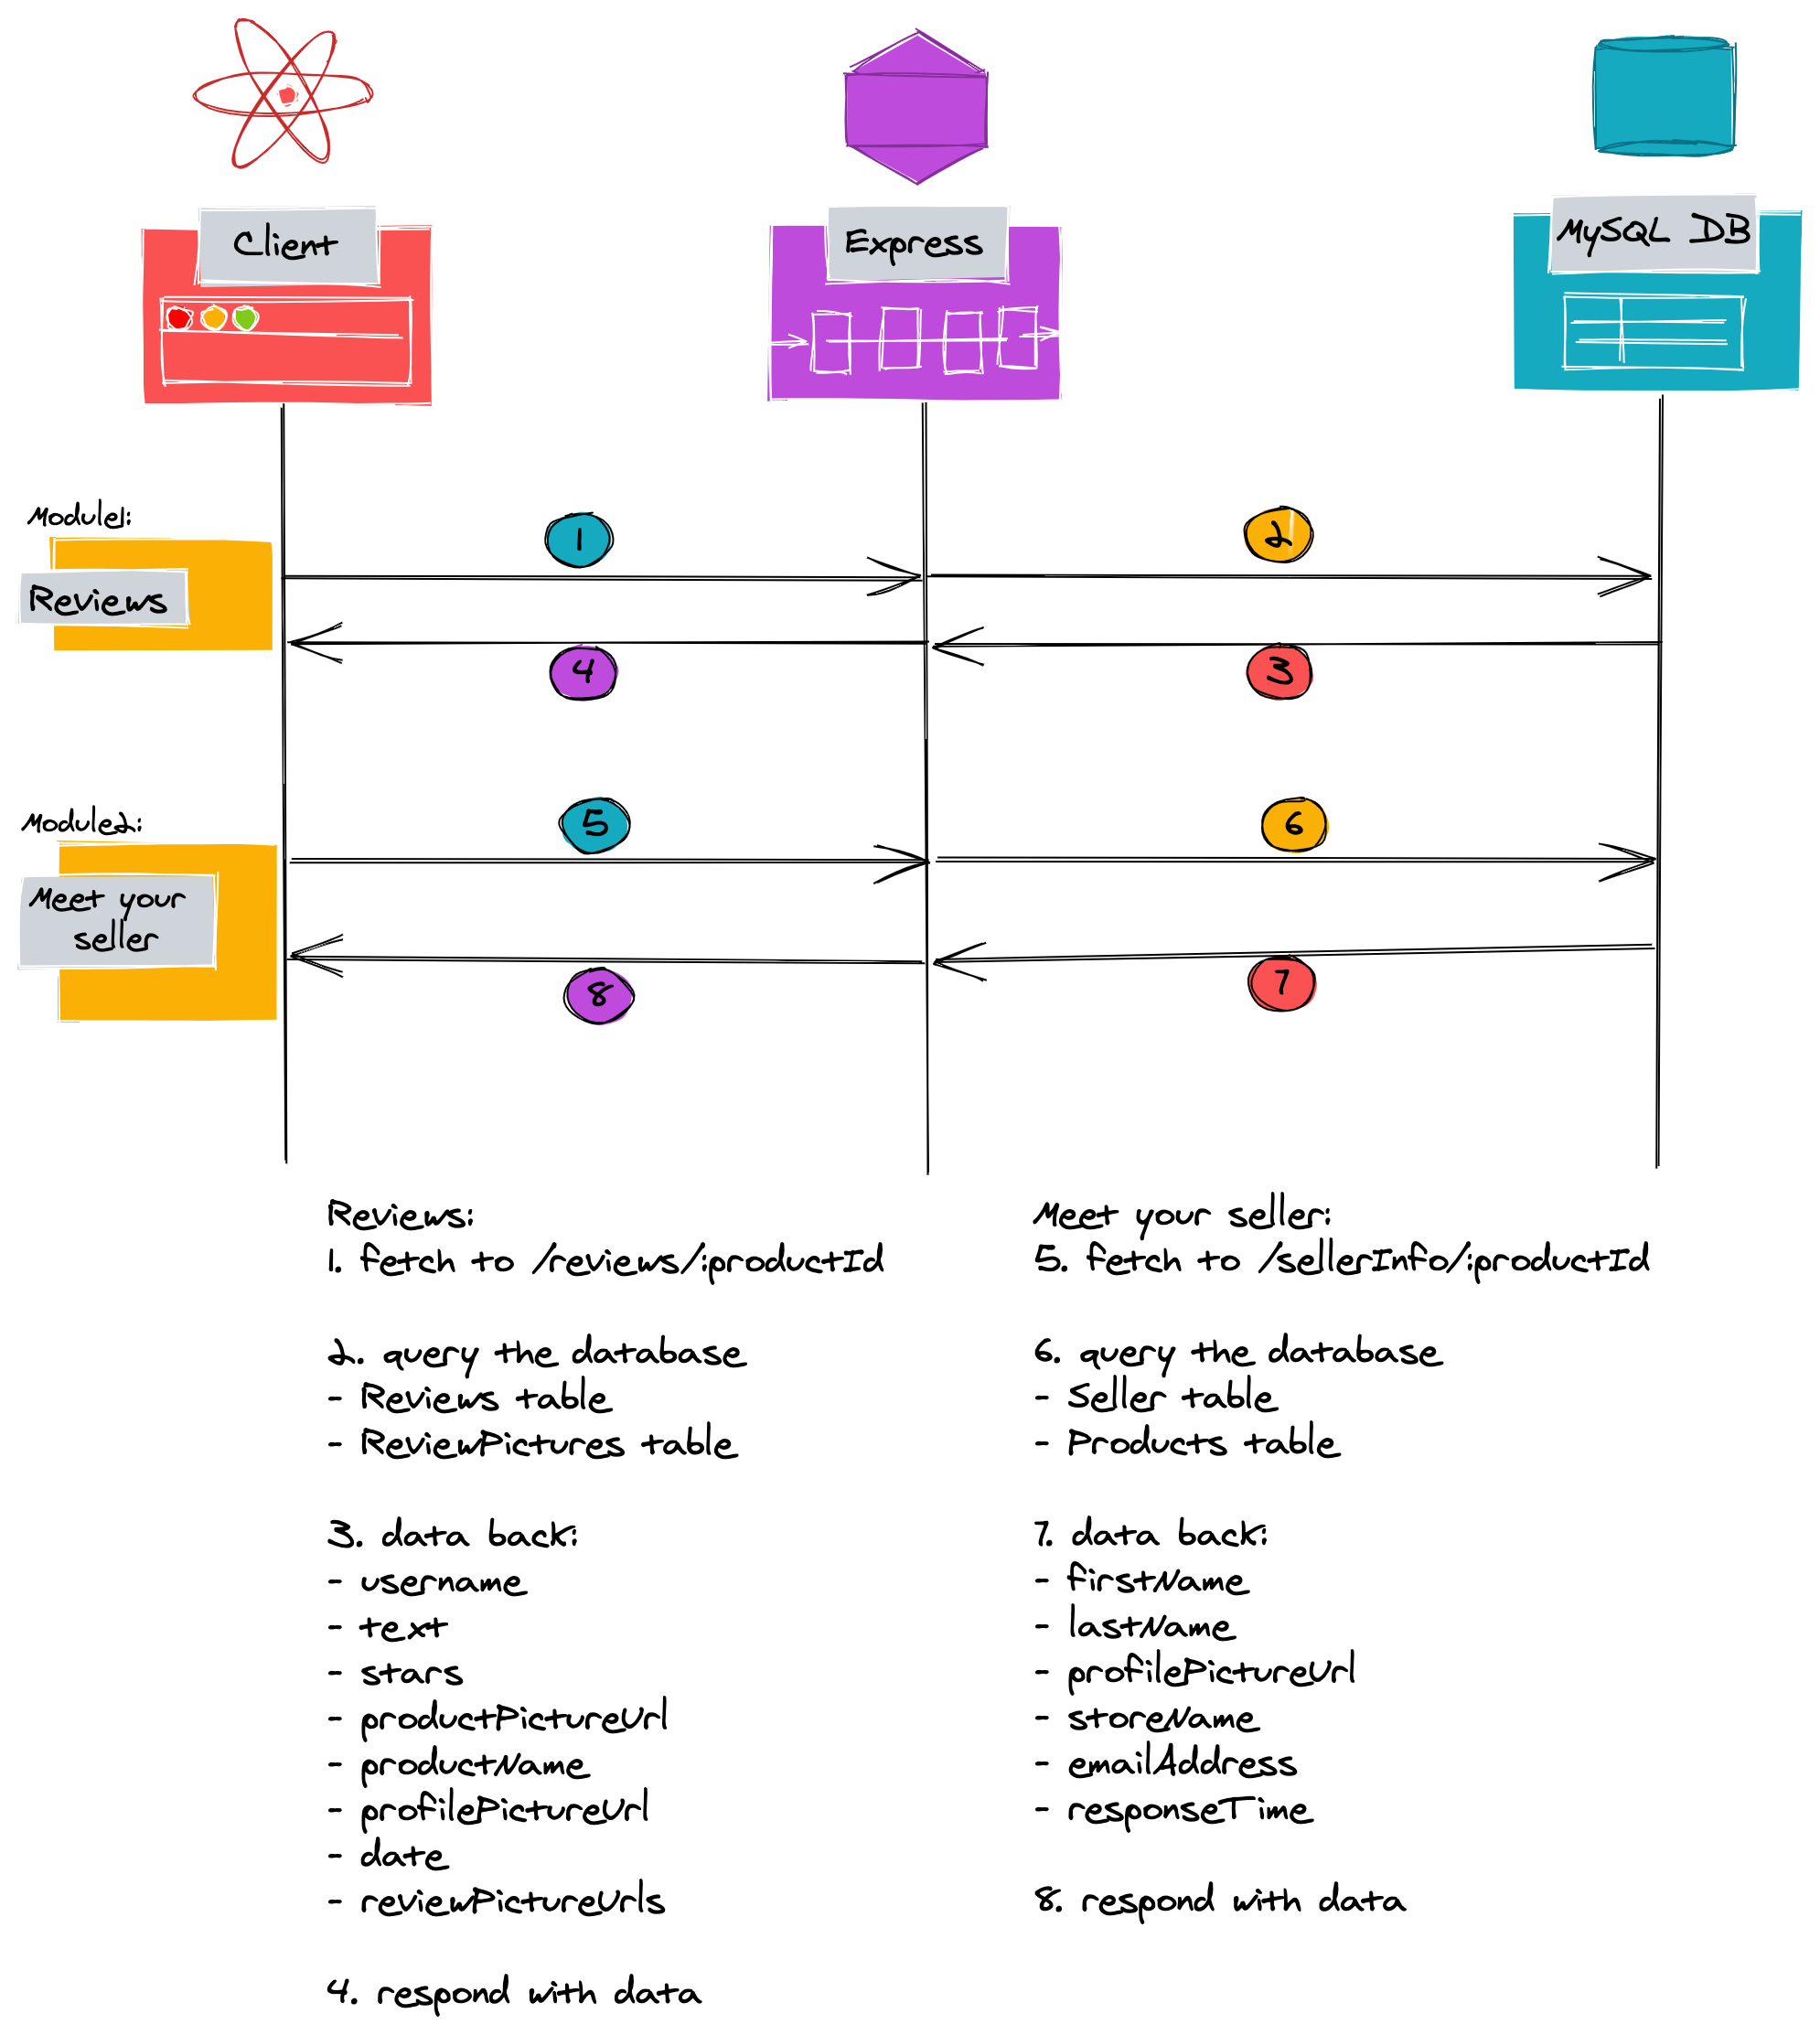 Client
Express
MySQL DB
Module1:
Reviews
1
2
4
3
Module2:
Meet your
seller
5
6
8
7
Reviews:
1. fetch to /reviews/:productId
2. query the database
- Reviews table
- ReviewPictures table
3. data back:
- username
- text
- stars
- productPictureUrl
- productName
- profilePictureUrl
- date
- reviewPictureUrls
4. respond with data
Meet your seller:
5. fetch to /sellerInfo/:productId
6. query the database
- Seller table
- Products table
7. data back:
- firstName
- lastName
- profilePictureUrl
- storeName
- emailAddress
- responseTime
8. respond with data